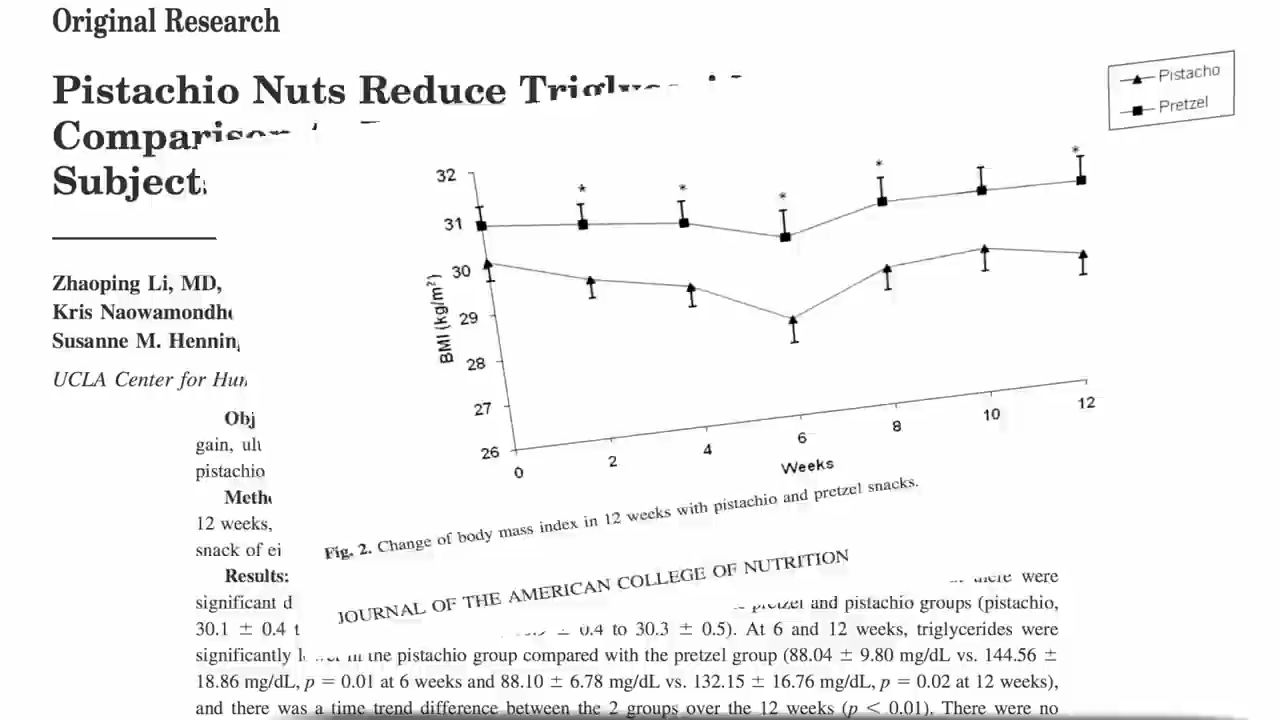 Original Research
Pistachio Nuts Reduce
Comparison
Subject
Zhaoping Li, MD,
Kris Naowamondh
Susanne M. Hennin
UCLA Center for Hum
Obj
gain, ult
pistachio
Meth
12 weeks,
snack of ei
Results:
significant d
30.1 ± 0.4 t
Pistacho
Pretzel
32
31
30
29
28
27
26
BMI (kg/m²)
* * * * *
0 2 4 6 8 10 12
Weeks
Fig. 2. Change of body mass index in 12 weeks with pistachio and pretzel snacks.
JOURNAL OF THE AMERICAN COLLEGE OF NUTRITION
there were
pretzel and pistachio groups (pistachio,
0.4 to 30.3 ± 0.5). At 6 and 12 weeks, triglycerides were
significantly lower in the pistachio group compared with the pretzel group (88.04 ± 9.80 mg/dL vs. 144.56 ±
18.86 mg/dL, p = 0.01 at 6 weeks and 88.10 ± 6.78 mg/dL vs. 132.15 ± 16.76 mg/dL, p = 0.02 at 12 weeks),
and there was a time trend difference between the 2 groups over the 12 weeks (p < 0.01). There were no